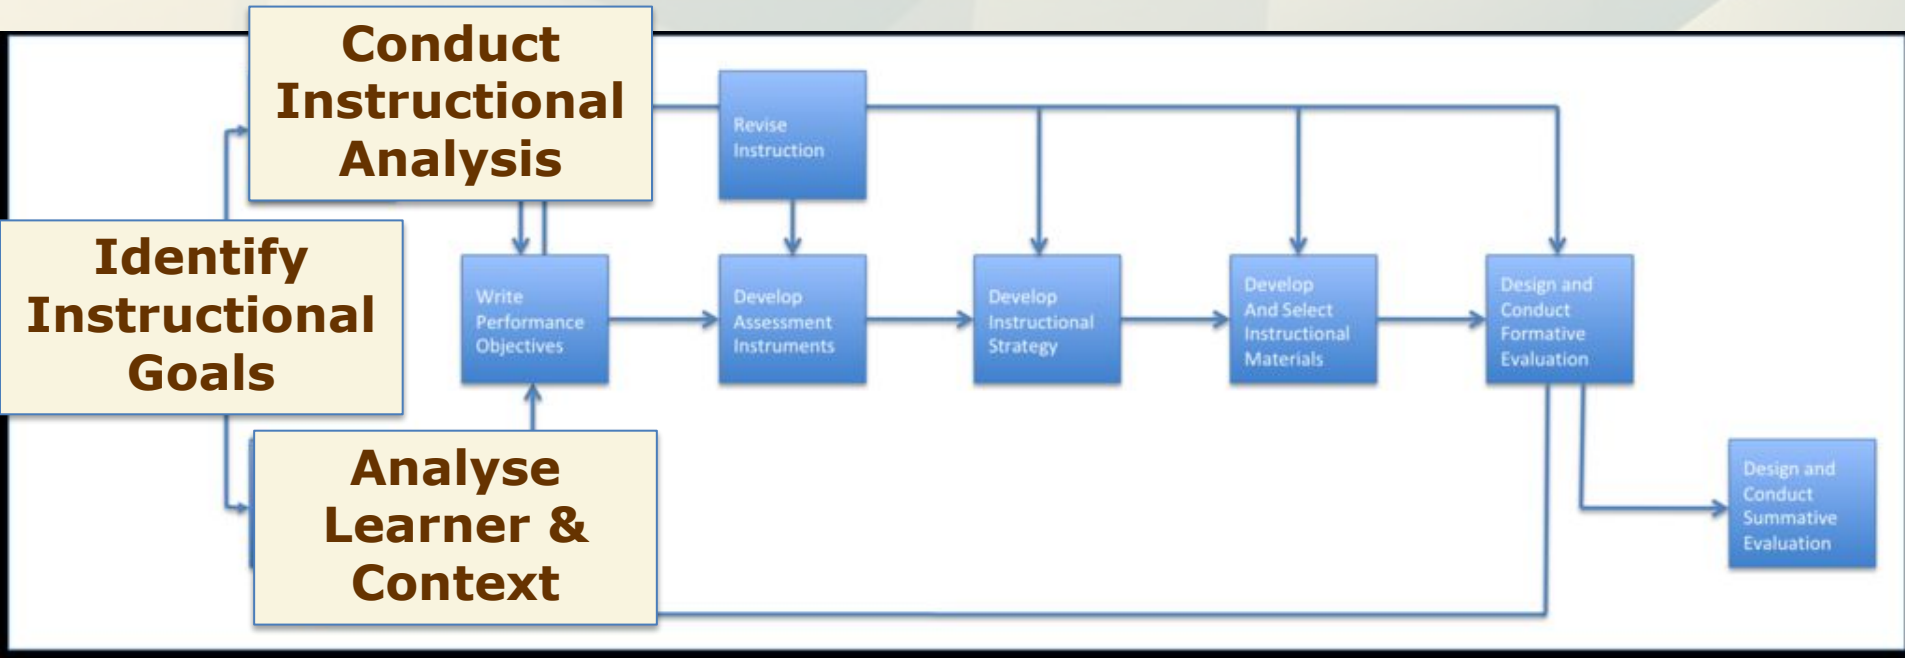 Conduct
Instructional
Analysis
Revise
Instruction
Identify
Instructional
Goals
Write
Performance
Objectives
Develop
Assessment
Instruments
Develop
Instructional
Strategy
Develop
And Select
Instructional
Materials
Design and
Conduct
Formative
Evaluation
Analyse
Learner &
Context
Design and
Conduct
Summative
Evaluation